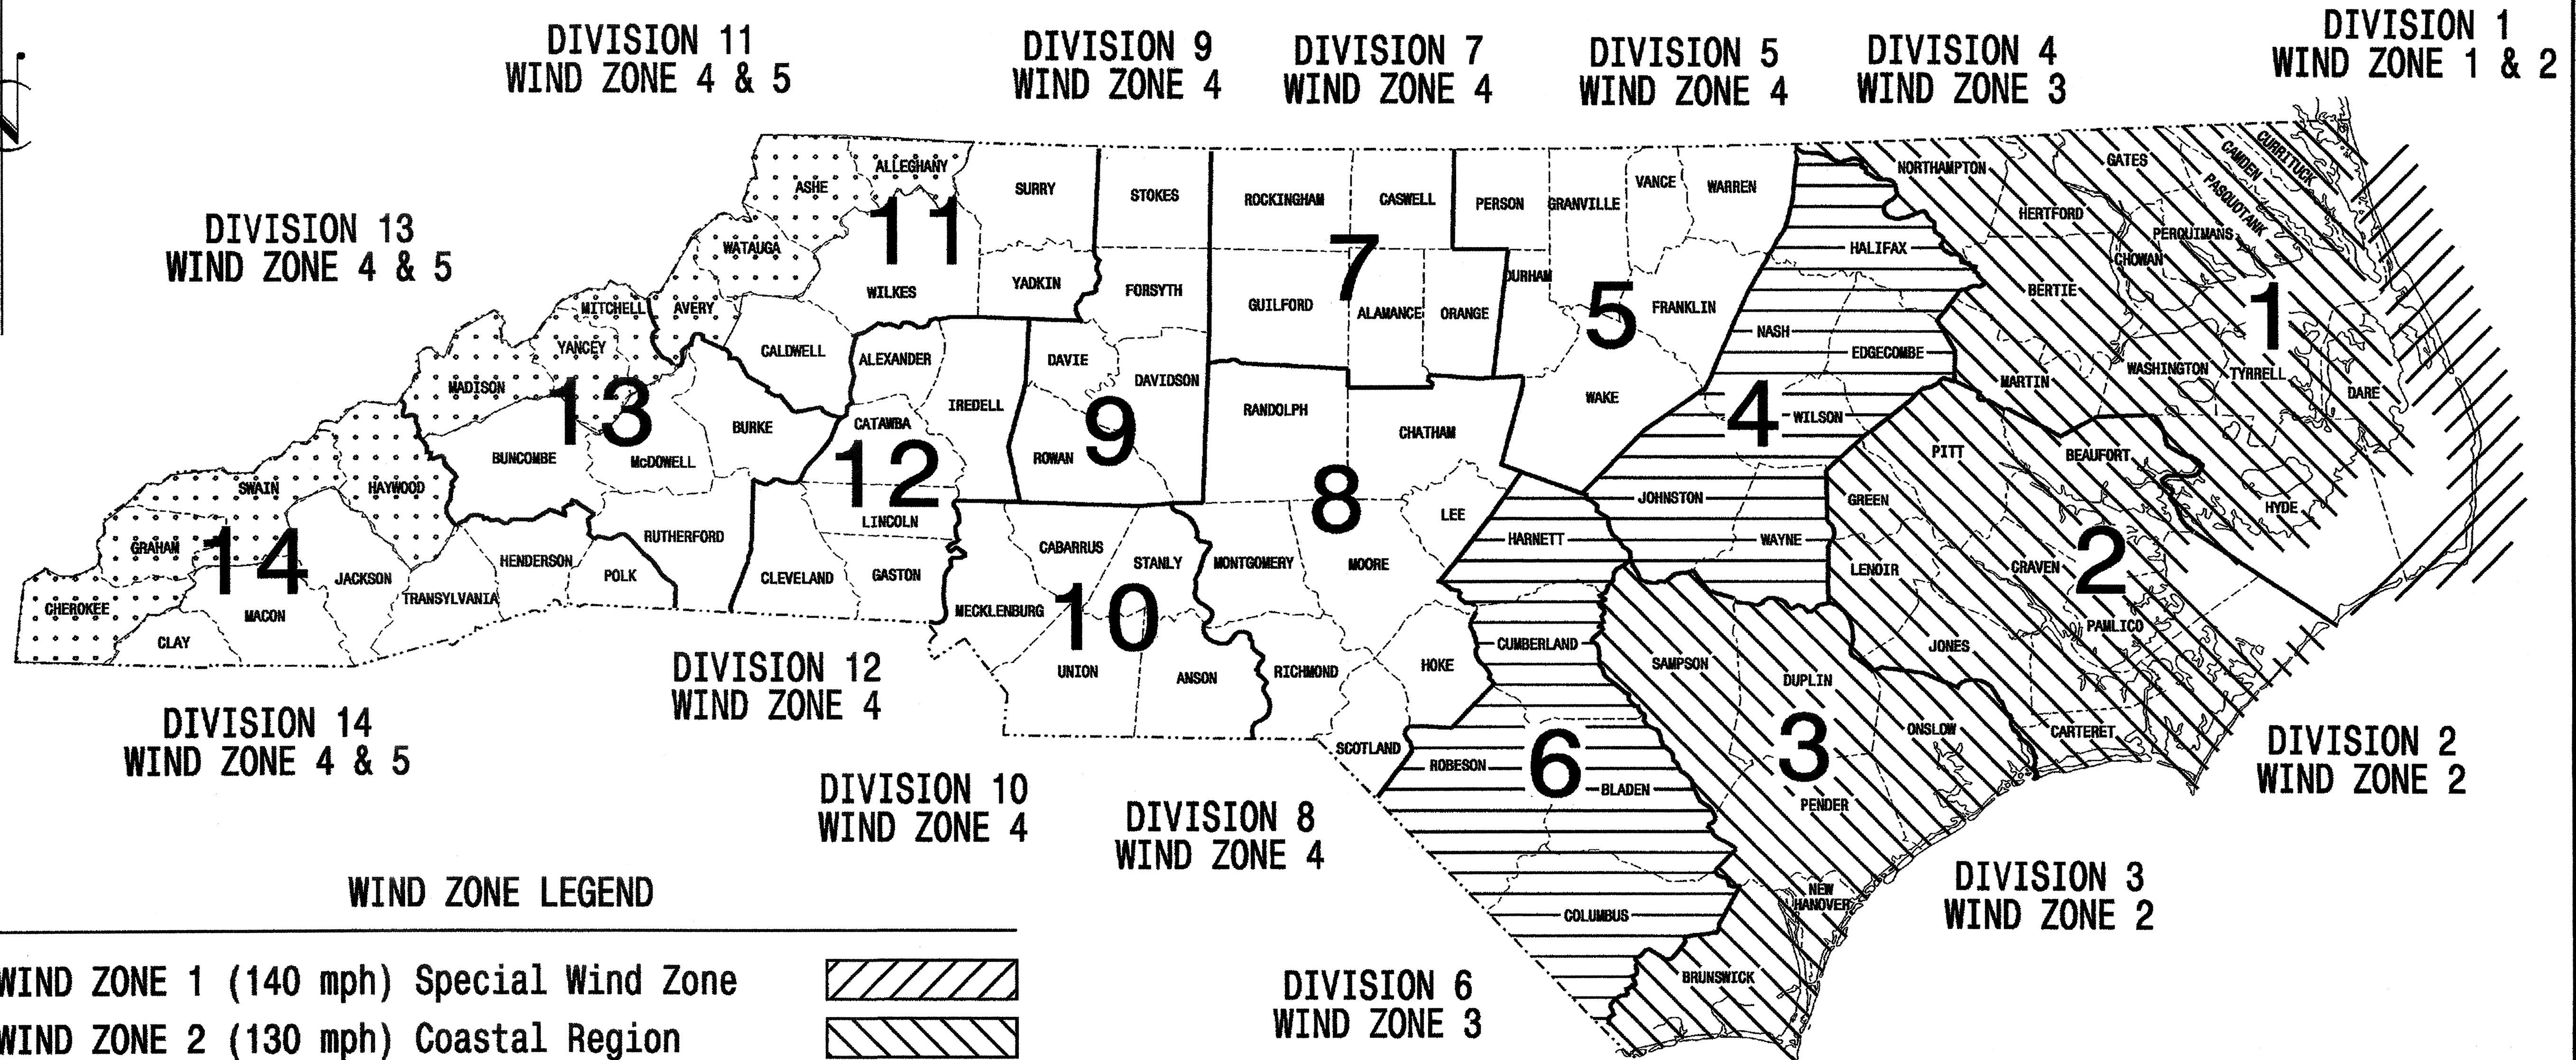 DIVISION 11
WIND ZONE 4 & 5
DIVISION 9
WIND ZONE 4
DIVISION 7
WIND ZONE 4
DIVISION 5
WIND ZONE 4
DIVISION 4
WIND ZONE 3
DIVISION 1
WIND ZONE 1 & 2
DIVISION 13
WIND ZONE 4 & 5
N
ASHE
ALLEGHANY
SURRY
STOKES
ROCKINGHAM
CASWELL
PERSON
GRANVILLE
VANCE
WARREN
NORTHAMPTON
GATES
CAMDEN
CURRITUCK
PASQUOTANK
HERTFORD
PERQUIMANS
CHOWAN
HALIFAX
WATAUGA
11
WILKES
YADKIN
FORSYTH
GUILFORD
7
ALAMANCE
ORANGE
DURHAM
5
FRANKLIN
NASH
EDGECOMBE
BERTIE
1
MARTIN
WASHINGTON
TYRRELL
DARE
MITCHELL
AVERY
YANCEY
MADISON
13
CALDWELL
ALEXANDER
DAVIE
DAVIDSON
IREDELL
RANDOLPH
CHATHAM
WAKE
4
WILSON
PITT
BEAUFORT
HYDE
BUNCOMBE
McDOWELL
BURKE
CATAWBA
12
LINCOLN
ROWAN
9
8
LEE
JOHNSTON
GREEN
SWAIN
HAYWOOD
GRAHAM
14
JACKSON
MACON
CHEROKEE
CLAY
TRANSYLVANIA
HENDERSON
POLK
RUTHERFORD
CLEVELAND
GASTON
CABARRUS
STANLY
MECKLENBURG
10
UNION
ANSON
MONTGOMERY
MOORE
HARNETT
WAYNE
LENOIR
CRAVEN
2
PAMLICO
JONES
RICHMOND
HOKE
CUMBERLAND
SAMPSON
DUPLIN
ONSLOW
CARTERET
SCOTLAND
ROBESON
6
BLADEN
3
PENDER
NEW
HANOVER
COLUMBUS
BRUNSWICK
DIVISION 14
WIND ZONE 4 & 5
DIVISION 12
WIND ZONE 4
DIVISION 10
WIND ZONE 4
DIVISION 8
WIND ZONE 4
DIVISION 2
WIND ZONE 2
DIVISION 3
WIND ZONE 2
DIVISION 6
WIND ZONE 3
WIND ZONE LEGEND
WIND ZONE 1 (140 mph) Special Wind Zone
WIND ZONE 2 (130 mph) Coastal Region